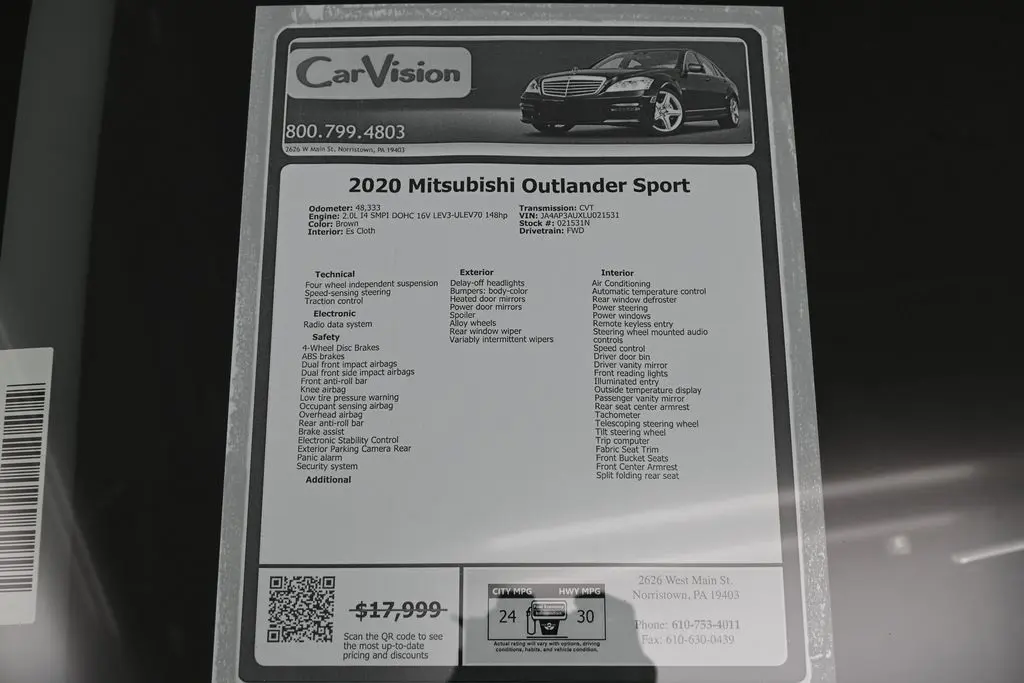 CarVision
800.799.4803
2626 W Main St, Norristown, PA 19403
2020 Mitsubishi Outlander Sport
Odometer: 48,333
Engine: 2.0L I4 SMPI DOHC 16V LEV3-ULEV70 148hp
Color: Brown
Interior: Es Cloth
Transmission: CVT
VIN: JA4AP3AUXLU021531
Stock #: 021531N
Drivetrain: FWD
Technical
Four wheel independent suspension
Speed-sensing steering
Traction control
Electronic
Radio data system
Safety
4-Wheel Disc Brakes
ABS brakes
Dual front impact airbags
Dual front side impact airbags
Front anti-roll bar
Knee airbag
Low tire pressure warning
Occupant sensing airbag
Overhead airbag
Rear anti-roll bar
Brake assist
Electronic Stability Control
Exterior Parking Camera Rear
Panic alarm
Security system
Additional
Exterior
Delay-off headlights
Bumpers: body-color
Heated door mirrors
Power door mirrors
Spoiler
Alloy wheels
Rear window wiper
Variably intermittent wipers
Interior
Air Conditioning
Automatic temperature control
Rear window defroster
Power steering
Power windows
Remote keyless entry
Steering wheel mounted audio
controls
Speed control
Driver door bin
Driver vanity mirror
Front reading lights
Illuminated entry
Outside temperature display
Passenger vanity mirror
Rear seat center armrest
Tachometer
Telescoping steering wheel
Tilt steering wheel
Trip computer
Fabric Seat Trim
Front Bucket Seats
Front Center Armrest
Split folding rear seat
$17,999
Scan the QR code to see
the most up-to-date
pricing and discounts
CITY MPG
HWY MPG
24
30
Actual rating will vary with options, driving
conditions, habits, and vehicle condition.
2626 West Main St.
Norristown, PA 19403
Phone: 610-753-4011
Fax: 610-630-0439